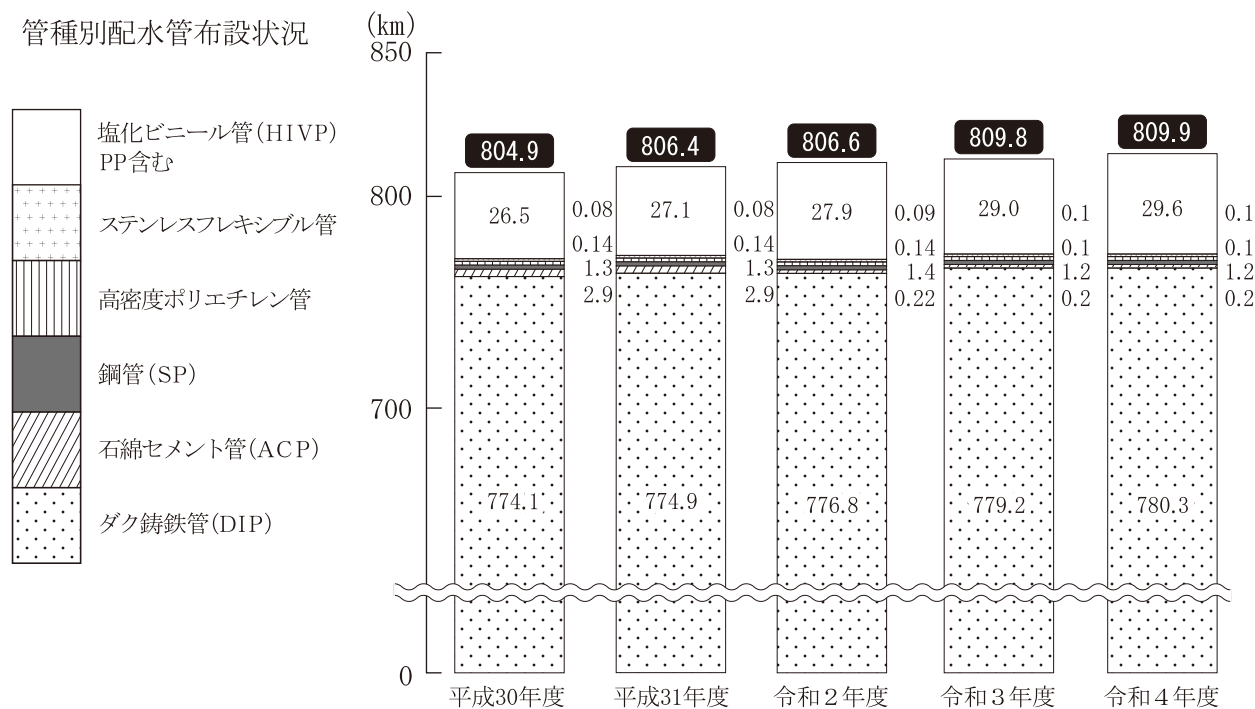 管種別配水管布設状況
塩化ビニール管(HIVP)
PP含む
ステンレスフレキシブル管
高密度ポリエチレン管
鋼管(SP)
石綿セメント管(ACP)
ダク鋳鉄管(DIP)
(km)
850
800
700
0
804.9
26.5
0.08
0.14
1.3
2.9
774.1
平成30年度
806.4
27.1
0.08
0.14
1.3
2.9
774.9
平成31年度
806.6
27.9
0.09
0.14
1.4
0.22
776.8
令和2年度
809.8
29.0
0.1
0.1
1.2
0.2
779.2
令和3年度
809.9
29.6
0.1
0.1
1.2
0.2
780.3
令和4年度